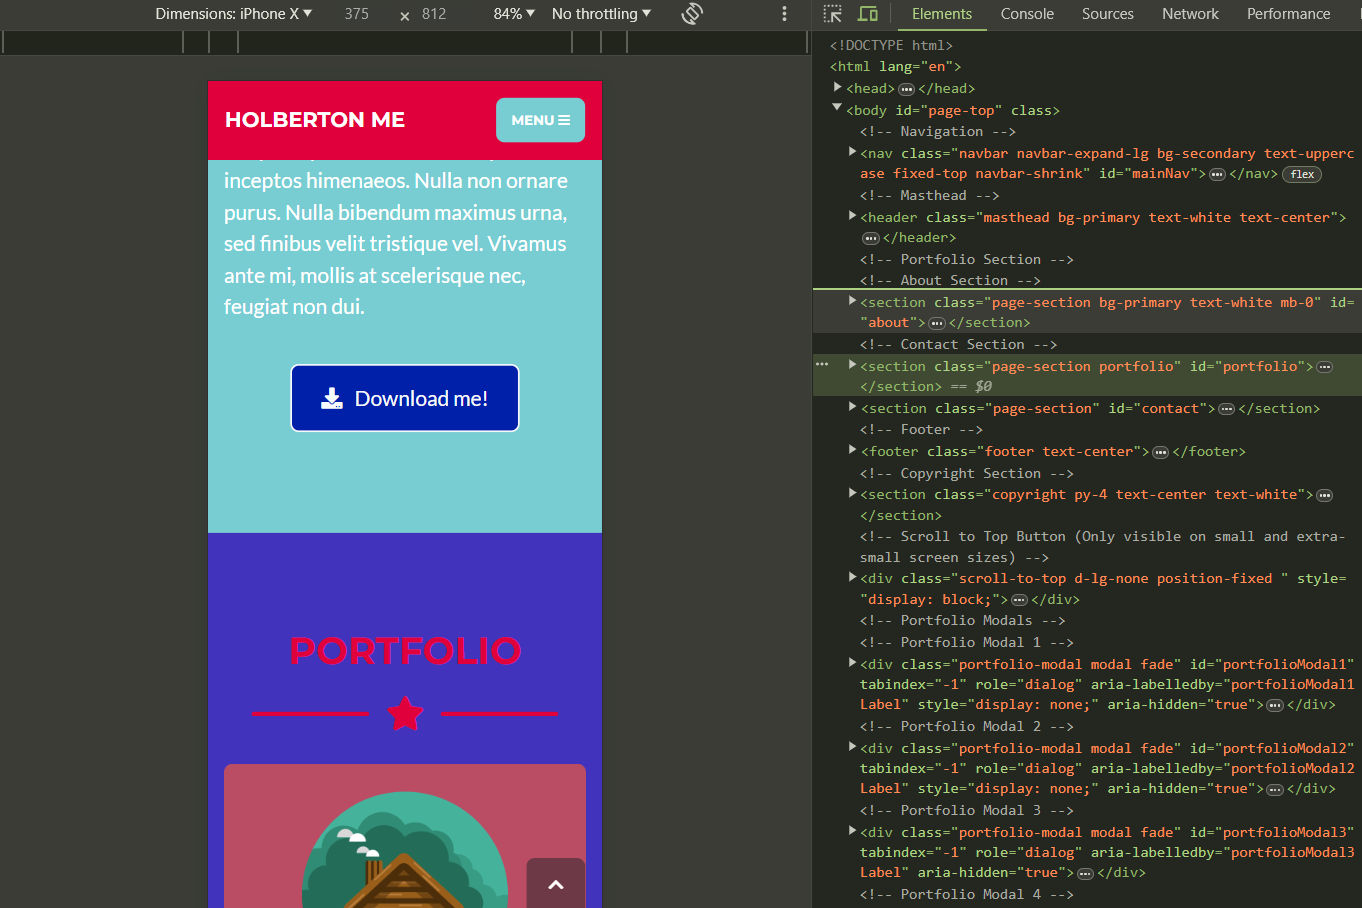 Dimensions: iPhone X ▼ 375 × 812 84% ▼ No throttling ▼
HOLBERTON ME
MENU
inceptos himenaeos. Nulla non ornare
purus. Nulla bibendum maximus urna,
sed finibus velit tristique vel. Vivamus
ante mi, mollis at scelerisque nec,
feugiat non dui.
Download me!
PORTFOLIO
Elements Console Sources Network Performance
<!DOCTYPE html>
<html lang="en">
<head>…</head>
<body id="page-top" class>
<!-- Navigation -->
<nav class="navbar navbar-expand-lg bg-secondary text-upperc
ase fixed-top navbar-shrink" id="mainNav">…</nav> flex
<!-- Masthead -->
<header class="masthead bg-primary text-white text-center">
…</header>
<!-- Portfolio Section -->
<!-- About Section -->
<section class="page-section bg-primary text-white mb-0" id=
"about">…</section>
<!-- Contact Section -->
<section class="page-section portfolio" id="portfolio">…
</section> == $0
<section class="page-section" id="contact">…</section>
<!-- Footer -->
<footer class="footer text-center">…</footer>
<!-- Copyright Section -->
<section class="copyright py-4 text-center text-white">…
</section>
<!-- Scroll to Top Button (Only visible on small and extra-
small screen sizes) -->
<div class="scroll-to-top d-lg-none position-fixed " style=
"display: block;">…</div>
<!-- Portfolio Modals -->
<!-- Portfolio Modal 1 -->
<div class="portfolio-modal modal fade" id="portfolioModal1"
tabindex="-1" role="dialog" aria-labelledby="portfolioModal1
Label" style="display: none;" aria-hidden="true">…</div>
<!-- Portfolio Modal 2 -->
<div class="portfolio-modal modal fade" id="portfolioModal2"
tabindex="-1" role="dialog" aria-labelledby="portfolioModal2
Label" style="display: none;" aria-hidden="true">…</div>
<!-- Portfolio Modal 3 -->
<div class="portfolio-modal modal fade" id="portfolioModal3"
tabindex="-1" role="dialog" aria-labelledby="portfolioModal3
Label" aria-hidden="true">…</div>
<!-- Portfolio Modal 4 -->